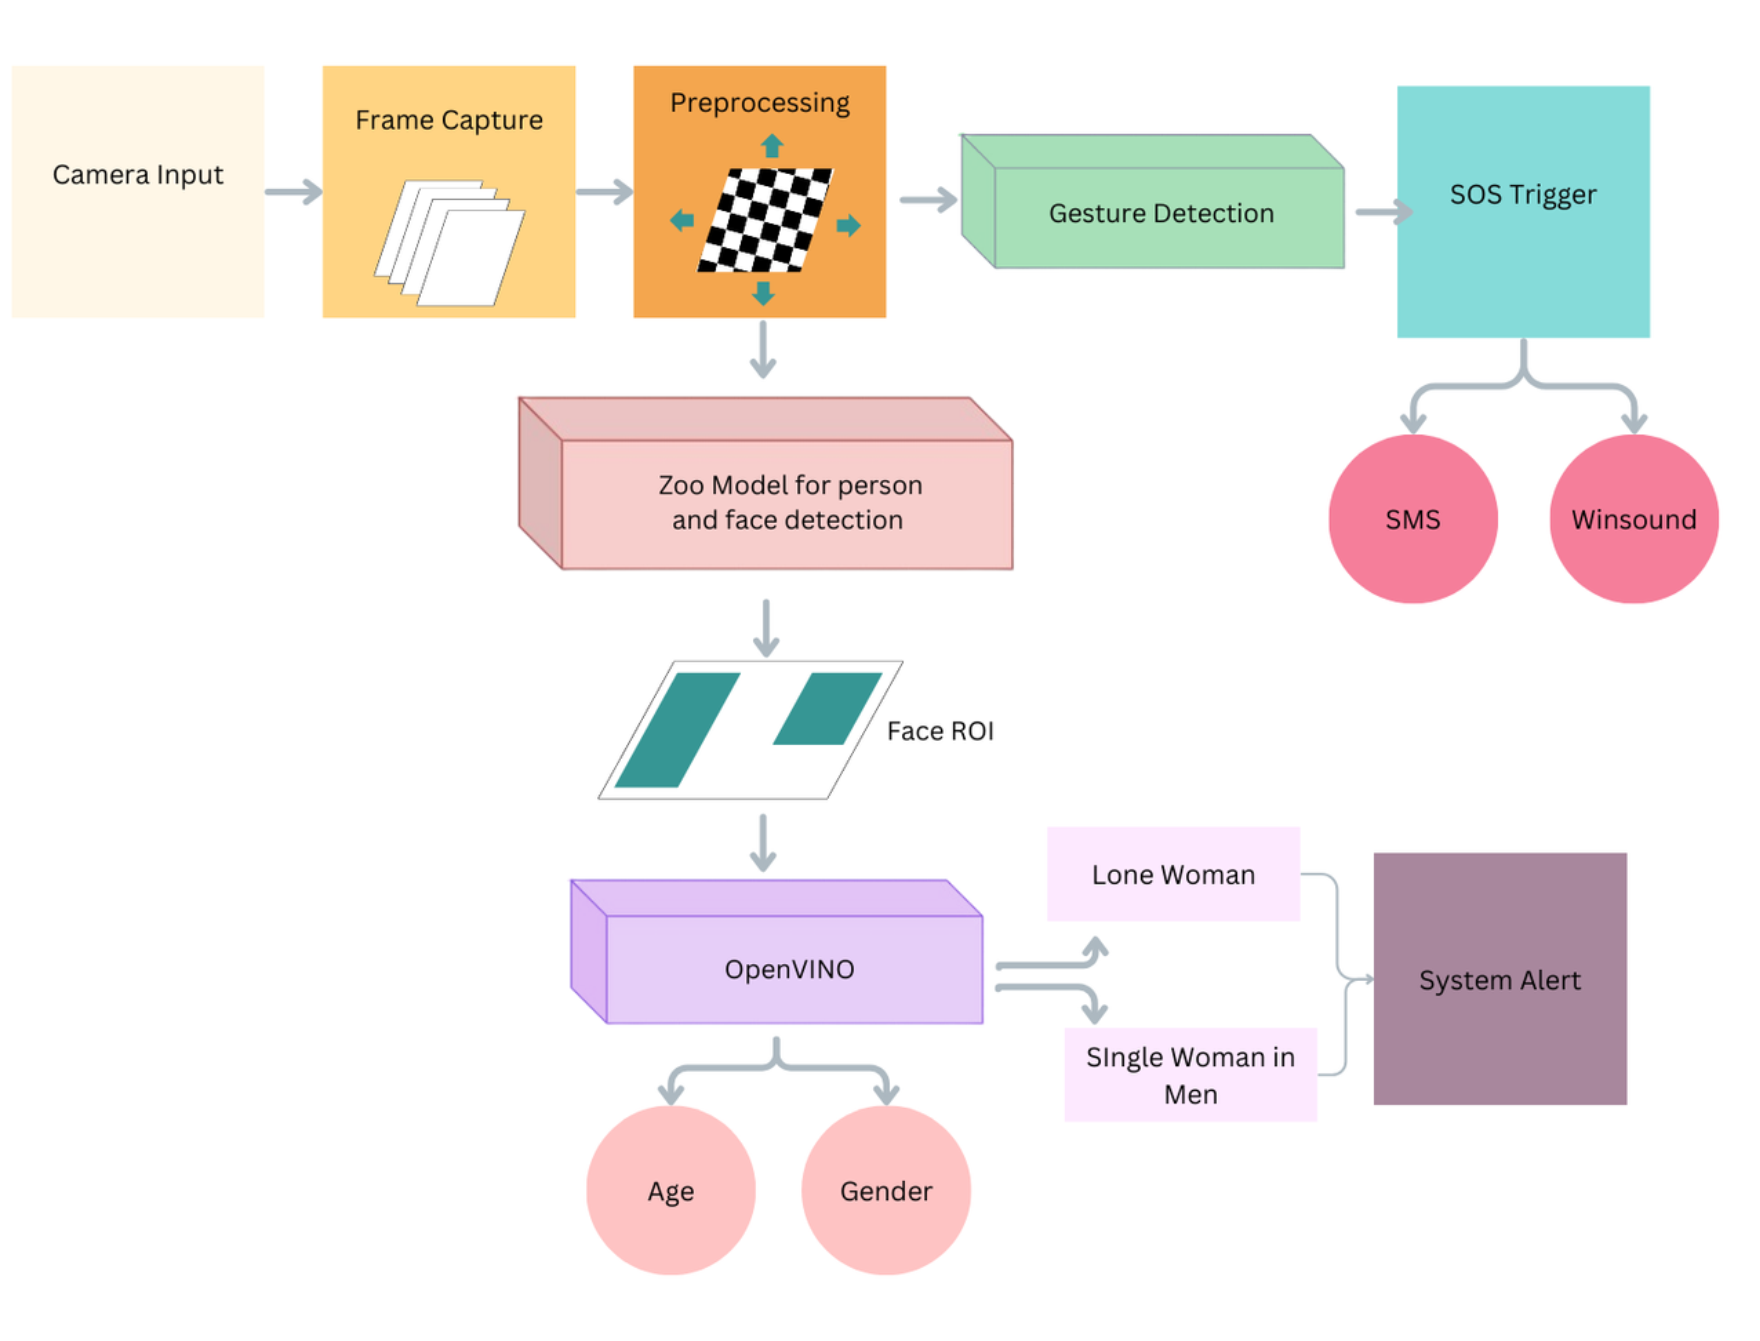 Camera Input
Frame Capture
Preprocessing
Gesture Detection
SOS Trigger
SMS
Winsound
Zoo Model for person
and face detection
Face ROI
OpenVINO
Lone Woman
SIngle Woman in
Men
System Alert
Age
Gender